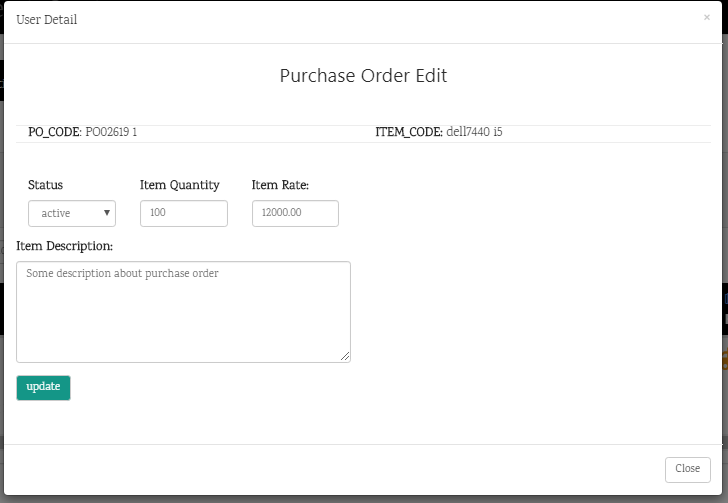 User Detail
×
Purchase Order Edit
PO_CODE: PO02619 1 ITEM_CODE: dell7440 i5
Status Item Quantity Item Rate:
active 100 12000.00
Item Description:
Some description about purchase order
update
Close